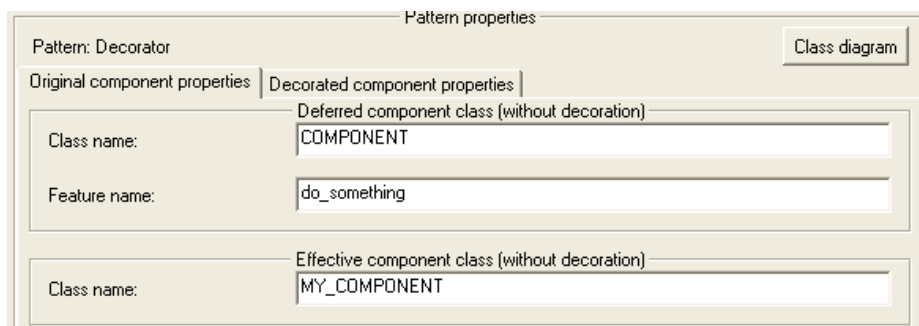 Pattern properties
Pattern: Decorator
Class diagram
Original component properties
Decorated component properties
Deferred component class (without decoration)
Class name:
COMPONENT
Feature name:
do_something
Effective component class (without decoration)
Class name:
MY_COMPONENT